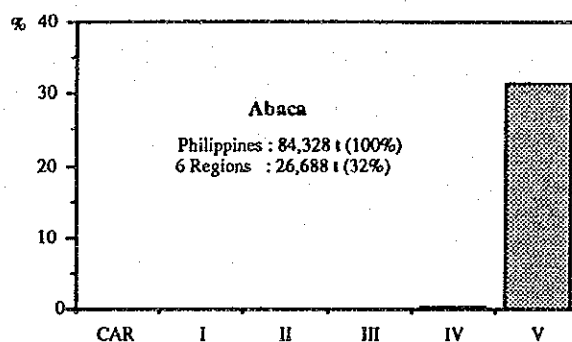 %
40
30
20
10
0
Abaca
Philippines : 84,328 t (100%)
6 Regions : 26,688 t (32%)
CAR I II III IV V